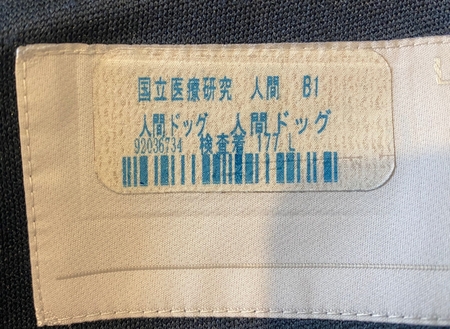 国立医療研究 人間 B1
人間ドッグ 人間ドッグ
92036734 検査着 177 L